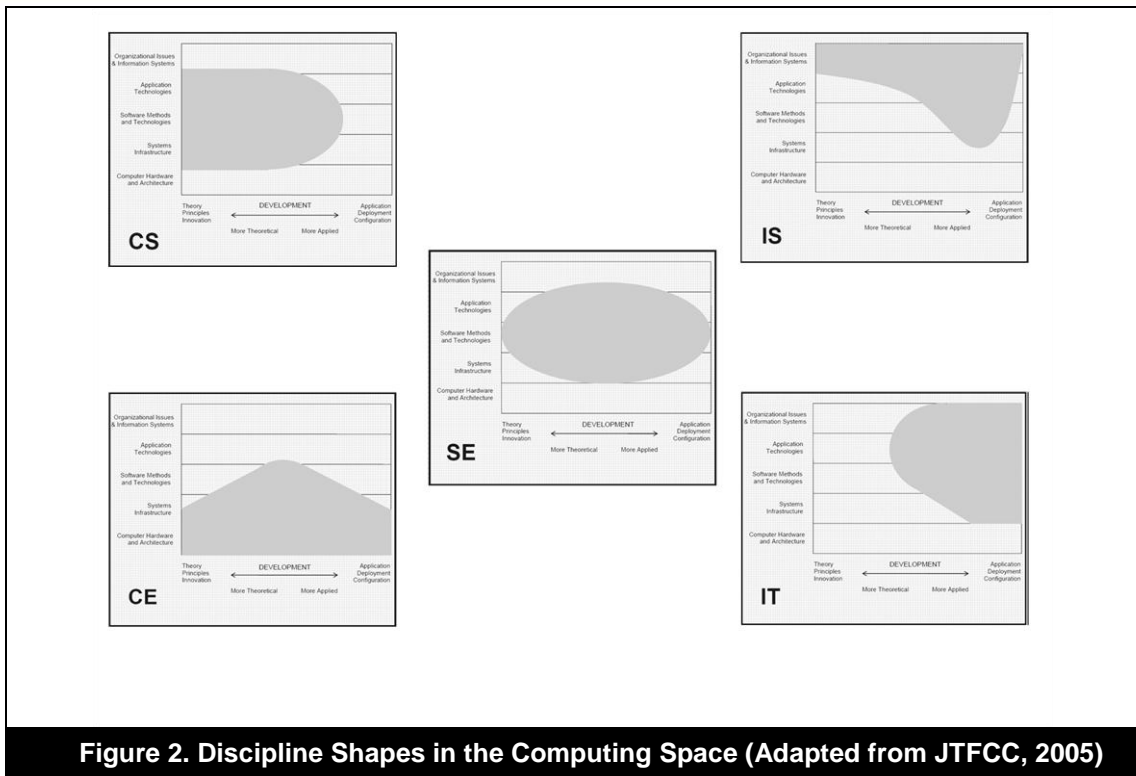 Organizational Issues
& Information Systems
Application
Technologies
Software Methods
and Technologies
Systems
Infrastructure
Computer Hardware
and Architecture
Theory
Principles
Innovation
DEVELOPMENT
More Theoretical
More Applied
Application
Deployment
Configuration
CS
Organizational Issues
& Information Systems
Application
Technologies
Software Methods
and Technologies
Systems
Infrastructure
Computer Hardware
and Architecture
Theory
Principles
Innovation
DEVELOPMENT
More Theoretical
More Applied
Application
Deployment
Configuration
IS
Organizational Issues
& Information Systems
Application
Technologies
Software Methods
and Technologies
Systems
Infrastructure
Computer Hardware
and Architecture
Theory
Principles
Innovation
DEVELOPMENT
More Theoretical
More Applied
Application
Deployment
Configuration
SE
Organizational Issues
& Information Systems
Application
Technologies
Software Methods
and Technologies
Systems
Infrastructure
Computer Hardware
and Architecture
Theory
Principles
Innovation
DEVELOPMENT
More Theoretical
More Applied
Application
Deployment
Configuration
CE
Organizational Issues
& Information Systems
Application
Technologies
Software Methods
and Technologies
Systems
Infrastructure
Computer Hardware
and Architecture
Theory
Principles
Innovation
DEVELOPMENT
More Theoretical
More Applied
Application
Deployment
Configuration
IT
Figure 2. Discipline Shapes in the Computing Space (Adapted from JTFCC, 2005)